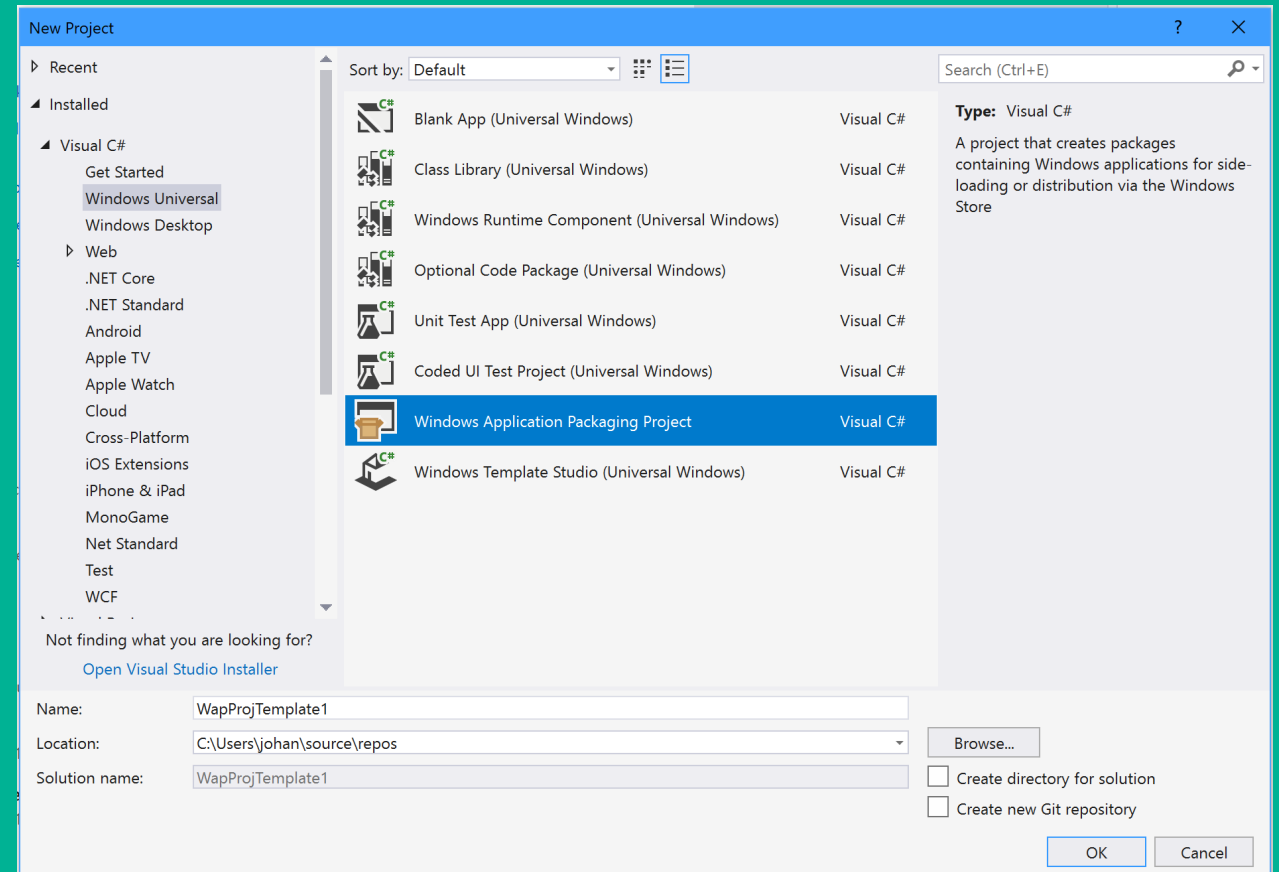 New Project
?
Recent
Installed
Visual C#
Get Started
Windows Universal
Windows Desktop
Web
.NET Core
.NET Standard
Android
Apple TV
Apple Watch
Cloud
Cross-Platform
iOS Extensions
iPhone & iPad
MonoGame
Net Standard
Test
WCF
Not finding what you are looking for?
Open Visual Studio Installer
Sort by: Default
C# Blank App (Universal Windows) Visual C#
C# Class Library (Universal Windows) Visual C#
C# Windows Runtime Component (Universal Windows) Visual C#
C# Optional Code Package (Universal Windows) Visual C#
C# Unit Test App (Universal Windows) Visual C#
C# Coded UI Test Project (Universal Windows) Visual C#
Windows Application Packaging Project Visual C#
C# Windows Template Studio (Universal Windows) Visual C#
Search (Ctrl+E)
Type: Visual C#
A project that creates packages
containing Windows applications for side-
loading or distribution via the Windows
Store
Name: WapProjTemplate1
Location: C:\Users\johan\source\repos
Browse...
Solution name: WapProjTemplate1
Create directory for solution
Create new Git repository
OK Cancel